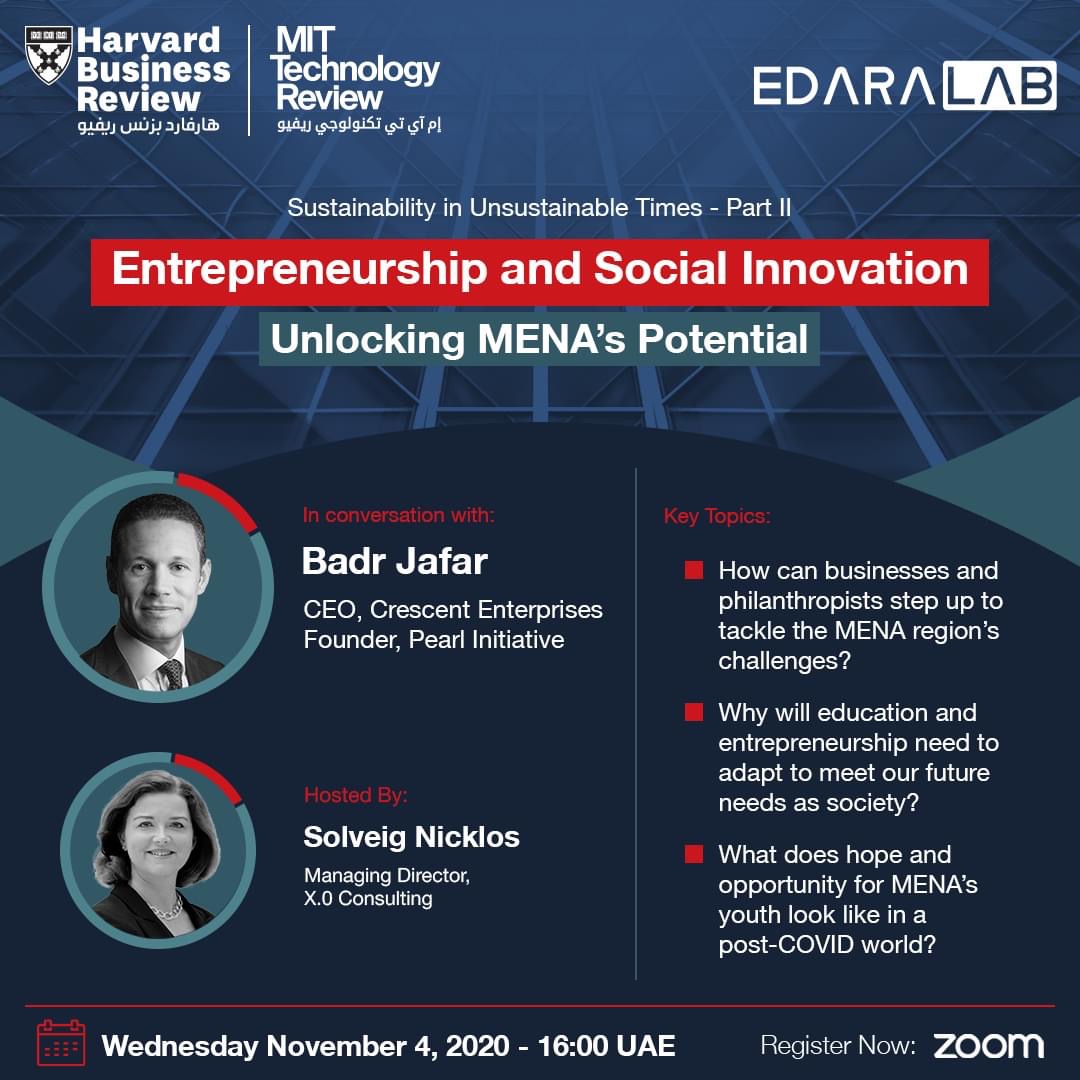 Harvard
Business
Review
هارفارد بزنس ريفيو
MIT
Technology
Review
إم آي تي تكنولوجي ريفيو
EDARA LAB
Sustainability in Unsustainable Times - Part II
Entrepreneurship and Social Innovation
Unlocking MENA's Potential
In conversation with:
Badr Jafar
CEO, Crescent Enterprises
Founder, Pearl Initiative
Hosted By:
Solveig Nicklos
Managing Director,
X.0 Consulting
Key Topics:
How can businesses and
philanthropists step up to
tackle the MENA region's
challenges?
Why will education and
entrepreneurship need to
adapt to meet our future
needs as society?
What does hope and
opportunity for MENA's
youth look like in a
post-COVID world?
Wednesday November 4, 2020 - 16:00 UAE
Register Now: zoom